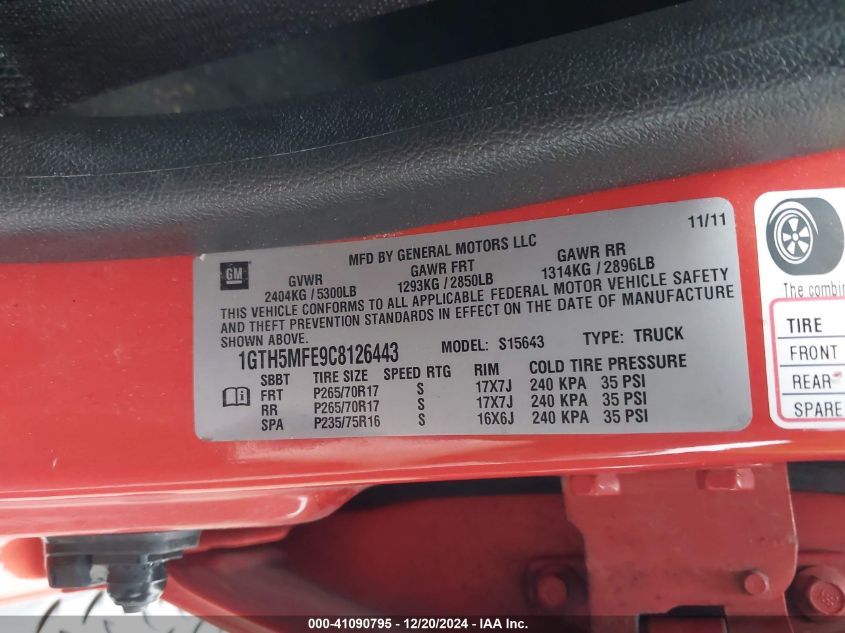 11/11
MFD BY GENERAL MOTORS LLC
GM
GVWR GAWR FRT GAWR RR
2404KG / 5300LB 1293KG / 2850LB 1314KG / 2896LB
THIS VEHICLE CONFORMS TO ALL APPLICABLE FEDERAL MOTOR VEHICLE SAFETY
AND THEFT PREVENTION STANDARDS IN EFFECT ON THE DATE OF MANUFACTURE
SHOWN ABOVE.
1GTH5MFE9C8126443 MODEL: S15643 TYPE: TRUCK
SBBT TIRE SIZE SPEED RTG RIM COLD TIRE PRESSURE
FRT P265/70R17 S 17X7J 240 KPA 35 PSI
RR P265/70R17 S 17X7J 240 KPA 35 PSI
SPA P235/75R16 S 16X6J 240 KPA 35 PSI
The combin
TIRE
FRONT
REAR
SPARE
000-41090795 - 12/20/2024 - IAA Inc.